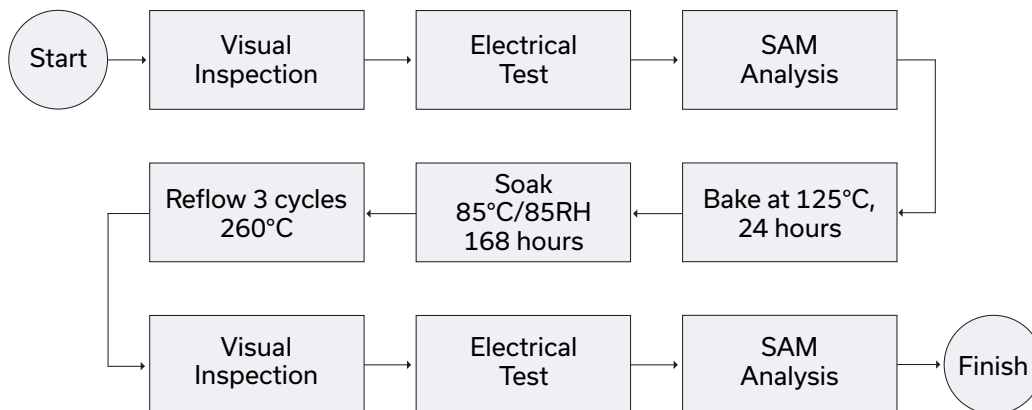 Start
Visual
Inspection
Electrical
Test
SAM
Analysis
Bake at 125°C,
24 hours
Soak
85°C/85RH
168 hours
Reflow 3 cycles
260°C
Visual
Inspection
Electrical
Test
SAM
Analysis
Finish